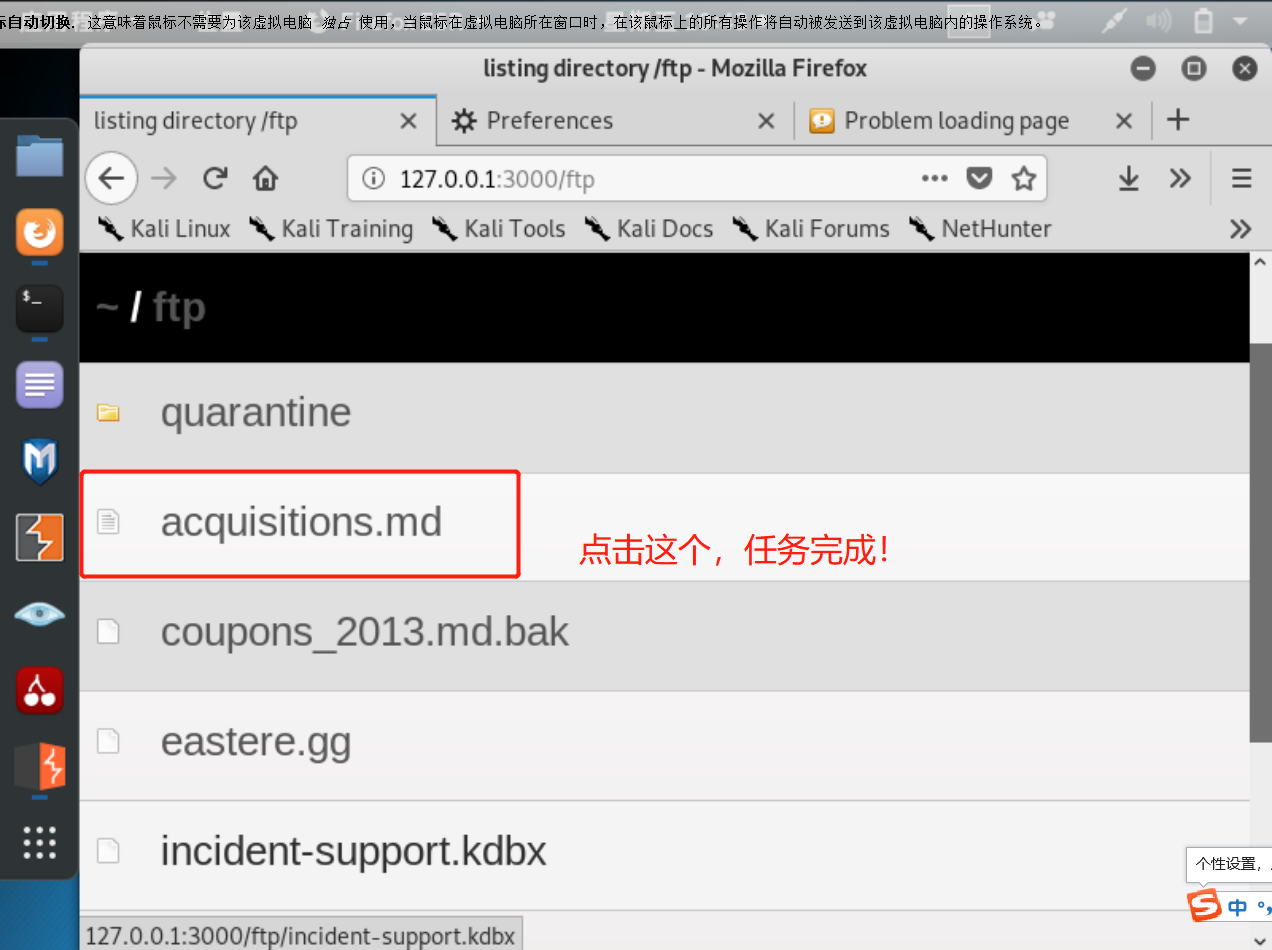 标自动切换. 这意味着鼠标不需要为该虚拟电脑 独占 使用，当鼠标在虚拟电脑所在窗口时，在该鼠标上的所有操作将自动被发送到该虚拟电脑内的操作系统。
listing directory /ftp - Mozilla Firefox
listing directory /ftp
Preferences
Problem loading page
127.0.0.1:3000/ftp
Kali Linux
Kali Training
Kali Tools
Kali Docs
Kali Forums
NetHunter
~ / ftp
quarantine
acquisitions.md
点击这个，任务完成！
coupons_2013.md.bak
eastere.gg
incident-support.kdbx
个性设置，
中
127.0.0.1:3000/ftp/incident-support.kdbx